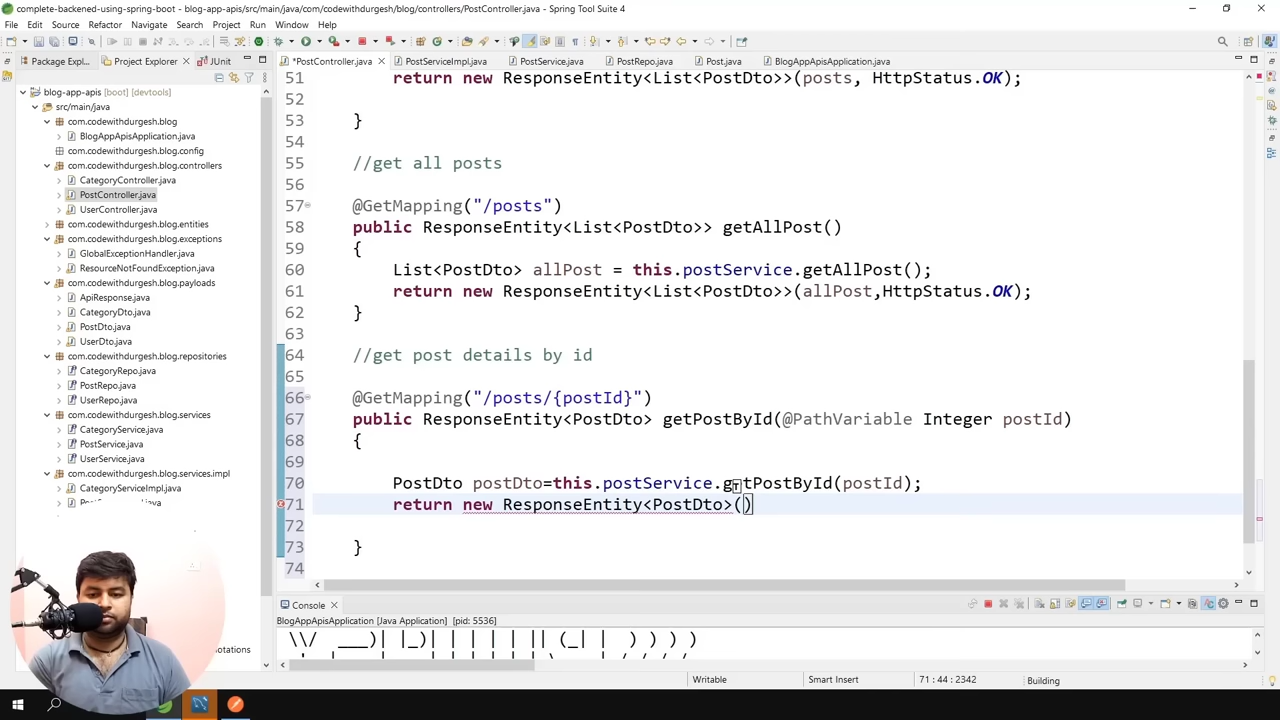 complete-backened-using-spring-boot - blog-app-apis/src/main/java/com/codewithdurgesh/blog/controllers/PostController.java - Spring Tool Suite 4
File Edit Source Refactor Navigate Search Project Run Window Help
Package Expl... Project Explorer JUnit
*PostController.java PostServiceImpl.java PostService.java PostRepo.java Post.java BlogAppApisApplication.java
blog-app-apis [boot] [devtools]
src/main/java
com.codewithdurgesh.blog
BlogAppApisApplication.java
com.codewithdurgesh.blog.config
com.codewithdurgesh.blog.controllers
CategoryController.java
PostController.java
UserController.java
com.codewithdurgesh.blog.entities
com.codewithdurgesh.blog.exceptions
GlobalExceptionHandler.java
ResourceNotFoundException.java
com.codewithdurgesh.blog.payloads
ApiResponse.java
CategoryDto.java
PostDto.java
UserDto.java
com.codewithdurgesh.blog.repositories
CategoryRepo.java
PostRepo.java
UserRepo.java
com.codewithdurgesh.blog.services
CategoryService.java
PostService.java
UserService.java
com.codewithdurgesh.blog.services.impl
CategoryServiceImpl.java
51 return new ResponseEntity<List<PostDto>>(posts, HttpStatus.OK);
52
53 }
54
55 //get all posts
56
57 @GetMapping("/posts")
58 public ResponseEntity<List<PostDto>> getAllPost()
59 {
60 List<PostDto> allPost = this.postService.getAllPost();
61 return new ResponseEntity<List<PostDto>>(allPost,HttpStatus.OK);
62 }
63
64 //get post details by id
65
66 @GetMapping("/posts/{postId}")
67 public ResponseEntity<PostDto> getPostById(@PathVariable Integer postId)
68 {
69
70 PostDto postDto=this.postService.getPostById(postId);
71 return new ResponseEntity<PostDto>()
72
73 }
74
Console
BlogAppApisApplication [Java Application] [pid: 5536]
\\/ ___)| |_)| | | | | || (_| | ) ) ) )
Writable Smart Insert 71 : 44 : 2342 Building